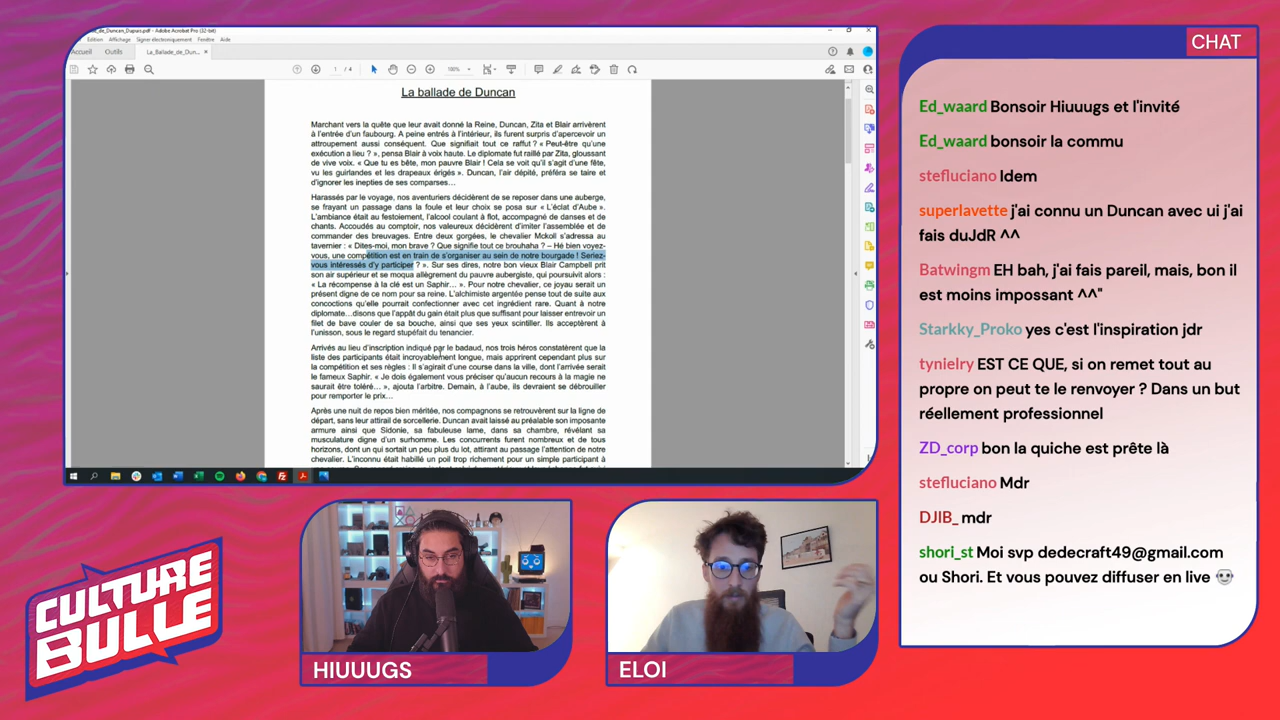 de_Duncan_Dupuis.pdf - Adobe Acrobat Pro (32-bit)
Edition Affichage Signer électroniquement Fenêtre Aide
Accueil Outils La_Ballade_de_Dun... ×
1 / 4 100%
La ballade de Duncan
Marchant vers la quête que leur avait donné la Reine, Duncan, Zita et Blair arrivèrent
à l'entrée d'un faubourg. A peine entrés à l'intérieur, ils furent surpris d'apercevoir un
attroupement aussi conséquent. Que signifiait tout ce raffut ? « Peut-être qu'une
exécution a lieu ? », pensa Blair à voix haute. Le diplomate fut raillé par Zita, gloussant
de vive voix. « Que tu es bête, mon pauvre Blair ! Cela se voit qu'il s'agit d'une fête,
vu les guirlandes et les drapeaux érigés ». Duncan, l'air dépité, préféra se taire et
d'ignorer les inepties de ses comparses…
Harassés par le voyage, nos aventuriers décidèrent de se reposer dans une auberge,
se frayant un passage dans la foule et leur choix se posa sur « L'éclat d'Aube ».
L'ambiance était au festoiement, l'alcool coulant à flot, accompagné de danses et de
chants. Accoudés au comptoir, nos valeureux décidèrent d'imiter l'assemblée et de
commander des breuvages. Entre deux gorgées, le chevalier Mckoll s'adressa au
tavernier : « Dites-moi, mon brave ? Que signifie tout ce brouhaha ? – Hé bien voyez-
vous, une compétition est en train de s'organiser au sein de notre bourgade ! Seriez-
vous intéressés d'y participer ? ». Sur ses dires, notre bon vieux Blair Campbell prit
son air supérieur et se moqua allègrement du pauvre aubergiste, qui poursuivit alors :
« La récompense à la clé est un Saphir… ». Pour notre chevalier, ce joyau serait un
présent digne de ce nom pour sa reine. L'alchimiste argentée pense tout de suite aux
concoctions qu'elle pourrait confectionner avec cet ingrédient rare. Quant à notre
diplomate…disons que l'appât du gain était plus que suffisant pour laisser entrevoir un
filet de bave couler de sa bouche, ainsi que ses yeux scintiller. Ils acceptèrent à
l'unisson, sous le regard stupéfait du tenancier.
Arrivés au lieu d'inscription indiqué par le badaud, nos trois héros constatèrent que la
liste des participants était incroyablement longue, mais apprirent cependant plus sur
la compétition et ses règles : Il s'agirait d'une course dans la ville, dont l'arrivée serait
le fameux Saphir. « Je dois également vous préciser qu'aucun recours à la magie ne
saurait être toléré… », ajouta l'arbitre. Demain, à l'aube, ils devraient se débrouiller
pour remporter le prix…
Après une nuit de repos bien méritée, nos compagnons se retrouvèrent sur la ligne de
départ, sans leur attirail de sorcellerie. Duncan avait laissé au préalable son imposante
armure ainsi que Sidonie, sa fabuleuse lame, dans sa chambre, révélant sa
musculature digne d'un surhomme. Les concurrents furent nombreux et de tous
horizons, dont un qui sortait un peu plus du lot, attirant au passage l'attention de notre
chevalier. L'inconnu était habillé un poil trop richement pour un simple participant à
CHAT
Ed_waard Bonsoir Hiuuugs et l'invité
Ed_waard bonsoir la commu
stefluciano Idem
superlavette j'ai connu un Duncan avec ui j'ai
fais duJdR ^^
Batwingm EH bah, j'ai fais pareil, mais, bon il
est moins impossant ^^"
Starkky_Proko yes c'est l'inspiration jdr
tynielry EST CE QUE, si on remet tout au
propre on peut te le renvoyer ? Dans un but
réellement professionnel
ZD_corp bon la quiche est prête là
stefluciano Mdr
DJIB_ mdr
shori_st Moi svp dedecraft49@gmail.com
ou Shori. Et vous pouvez diffuser en live
CULTURE
BULLE
HIUUUGS
ELOI